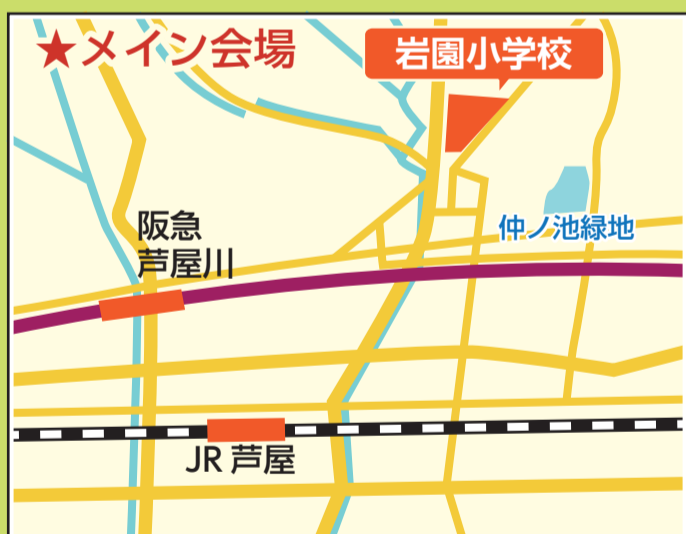 ★メイン会場
岩園小学校
阪急
芦屋川
仲ノ池緑地
JR 芦屋